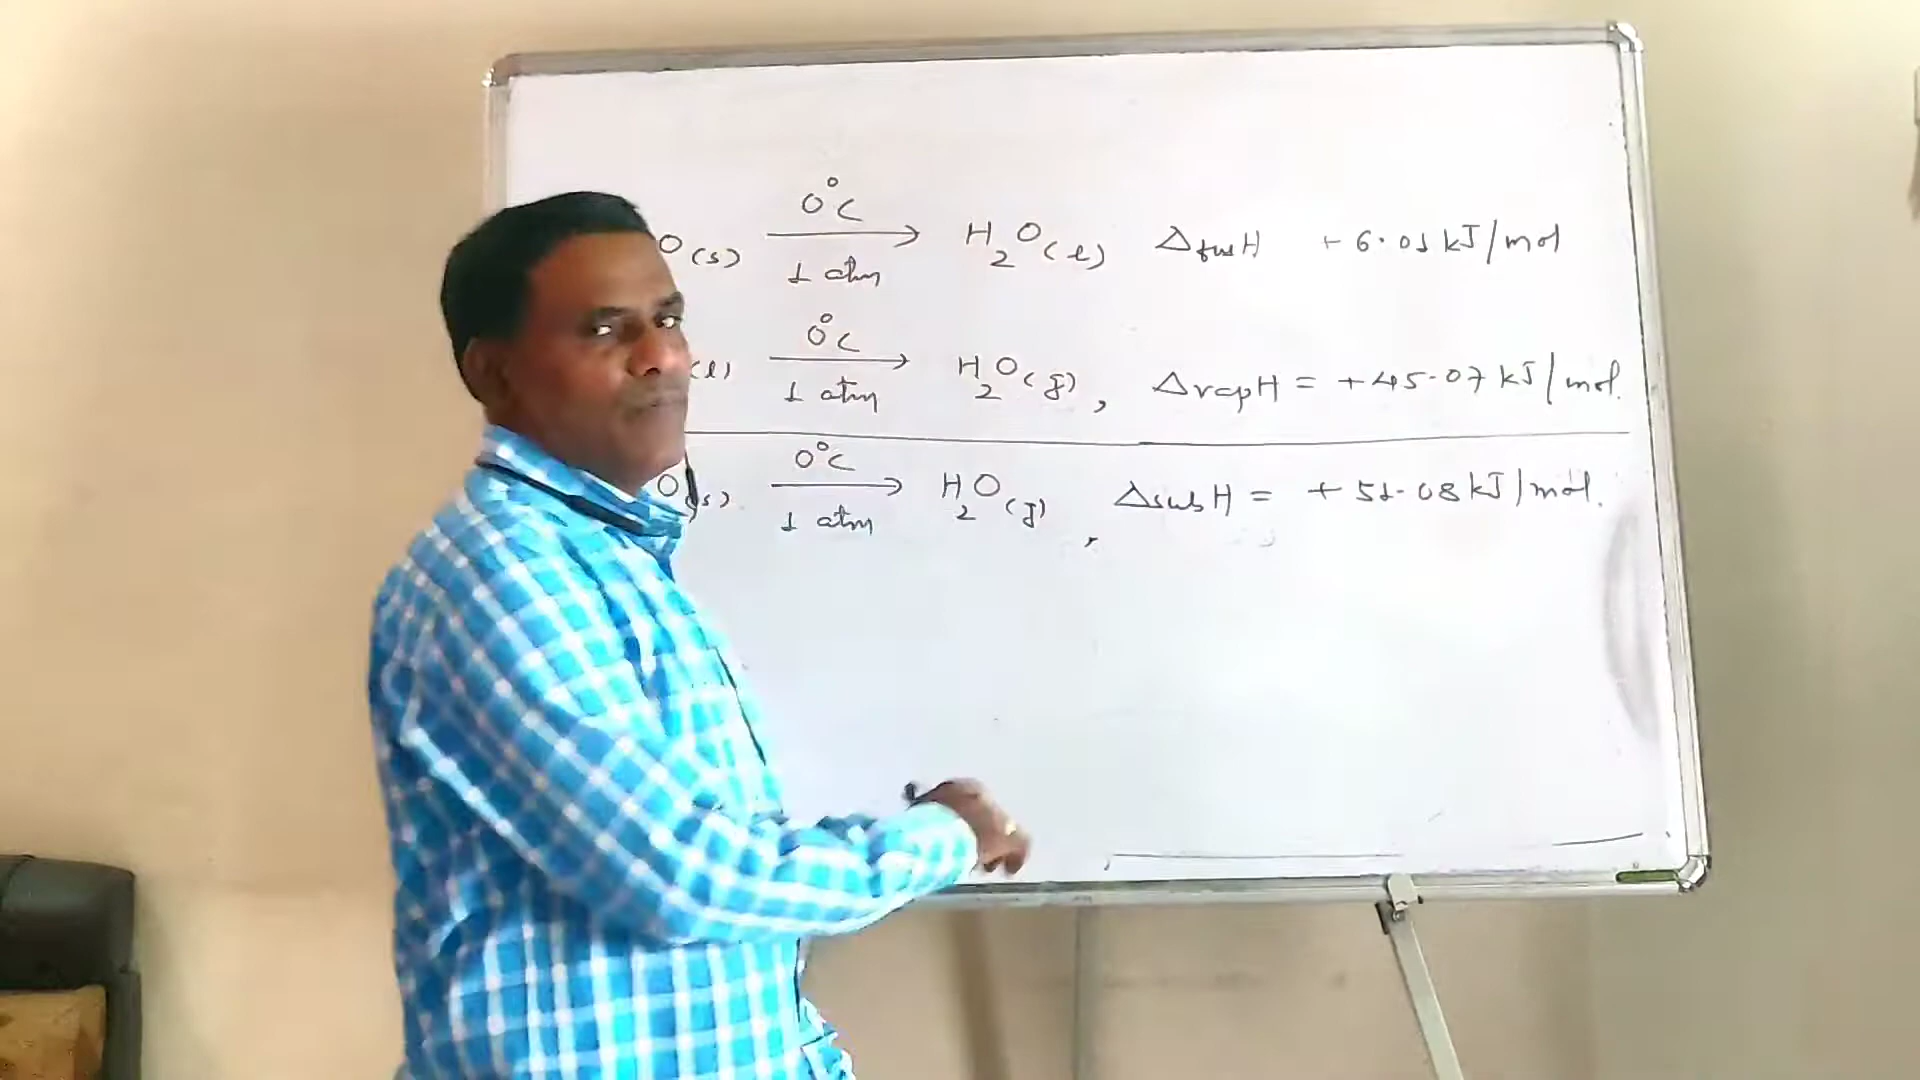 0°C
O(s) → H2O(l) ΔfusH +6.01 kJ/mol
1 atm
0°C
(l) → H2O(g), ΔvapH = +45.07 kJ/mol.
1 atm
0°C
O(s) → H2O(g), ΔsubH = +51.08 kJ/mol.
1 atm